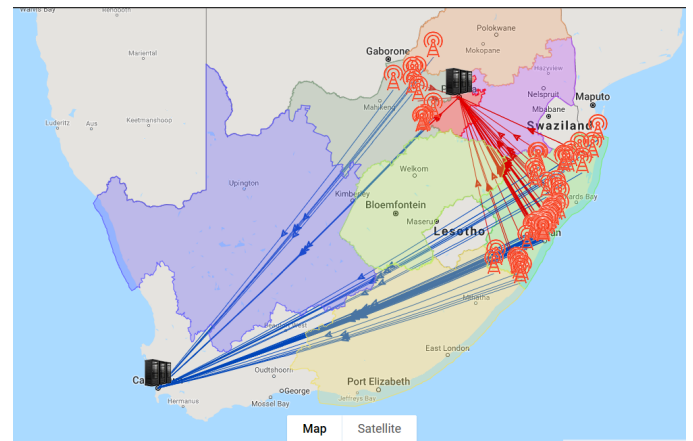 Walvis Bay
Rehoboth
Polokwane
Mokopane
Gaborone
Mariental
Hazyview
Nelspruit
Maputo
Mahikeng
Mbabane
Swaziland
Luderitz
Aus
Keetmanshoop
Welkom
Upington
Kimberley
Bloemfontein
Maseru
Lesotho
Mthatha
East London
Oudtshoorn
George
Port Elizabeth
Jeffreys Bay
Hermanus
Mossel Bay
Map
Satellite